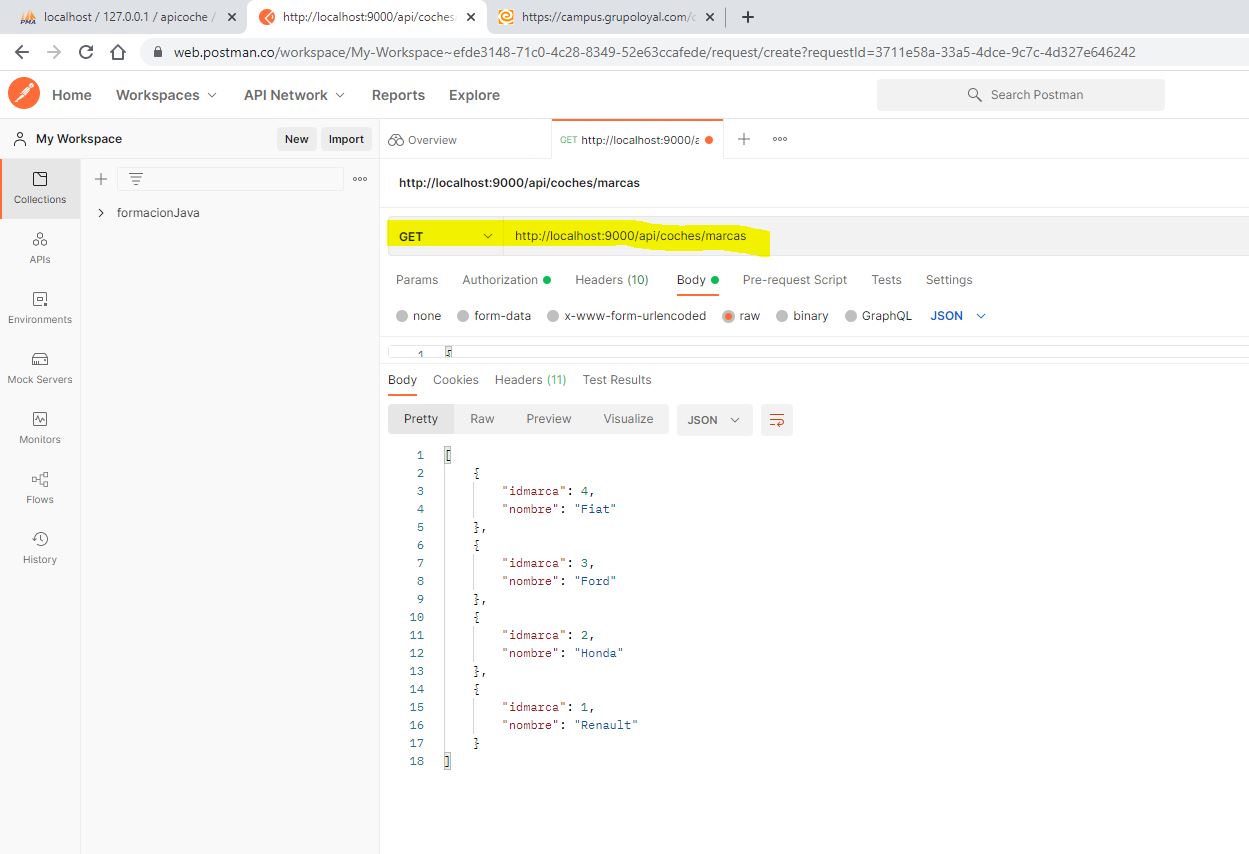 PMA localhost / 127.0.0.1 / apicoche /
http://localhost:9000/api/coches/
https://campus.grupoloyal.com/
web.postman.co/workspace/My-Workspace~efde3148-71c0-4c28-8349-52e63ccafede/request/create?requestId=3711e58a-33a5-4dce-9c7c-4d327e646242
Home Workspaces API Network Reports Explore Search Postman
My Workspace New Import
Overview GET http://localhost:9000/a
Collections
APIs
Environments
Mock Servers
Monitors
Flows
History
formacionJava
http://localhost:9000/api/coches/marcas
GET http://localhost:9000/api/coches/marcas
Params Authorization Headers (10) Body Pre-request Script Tests Settings
none form-data x-www-form-urlencoded raw binary GraphQL JSON
1 {
Body Cookies Headers (11) Test Results
Pretty Raw Preview Visualize JSON
1 [
2 {
3 "idmarca": 4,
4 "nombre": "Fiat"
5 },
6 {
7 "idmarca": 3,
8 "nombre": "Ford"
9 },
10 {
11 "idmarca": 2,
12 "nombre": "Honda"
13 },
14 {
15 "idmarca": 1,
16 "nombre": "Renault"
17 }
18 ]